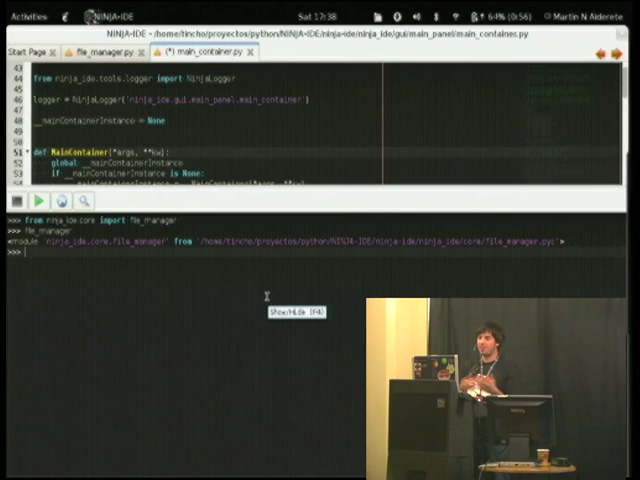 Activities NINJA-IDE Sat 17:38 64% (0:56) Martin N Alderete
NINJA-IDE - /home/tincho/proyectos/python/NINJA-IDE/ninja-ide/ninja_ide/gui/main_panel/main_container.py
Start Page file_manager.py (*) main_container.py
43
44 from ninja_ide.tools.logger import NinjaLogger
45
46 logger = NinjaLogger('ninja_ide.gui.main_panel.main_container')
47
48 __mainContainerInstance = None
49
50
51 def MainContainer(*args, **kw):
52 global __mainContainerInstance
53 if __mainContainerInstance is None:
>>> from ninja_ide.core import file_manager
>>> file_manager
<module 'ninja_ide.core.file_manager' from '/home/tincho/proyectos/python/NINJA-IDE/ninja-ide/ninja_ide/core/file_manager.pyc'>
>>>
Show/Hide (F4)